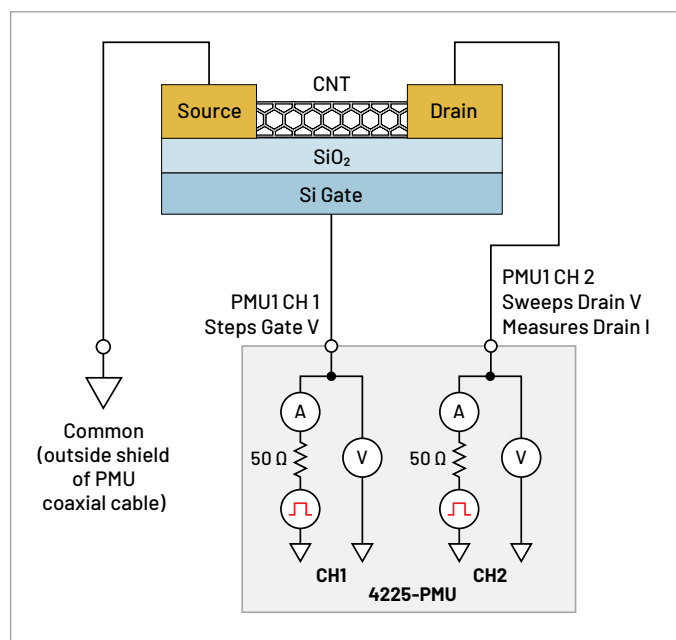 CNT
Source
Drain
SiO₂
Si Gate
PMU1 CH 1
Steps Gate V
PMU1 CH 2
Sweeps Drain V
Measures Drain I
Common
(outside shield
of PMU
coaxial cable)
A
50 Ω
V
A
50 Ω
V
CH1
CH2
4225-PMU